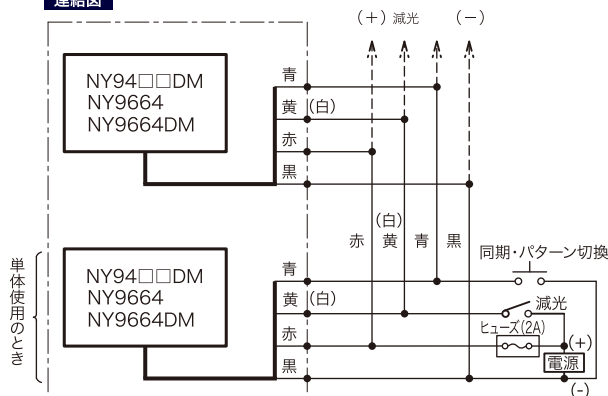 連結図
(+) 減光 (−)
NY94□□DM
NY9664
NY9664DM
青
黄 (白)
赤
黒
(白)
赤 黄 青 黒
同期・パターン切換
単体使用のとき
NY94□□DM
NY9664
NY9664DM
青
黄 (白)
赤
黒
減光
ヒューズ(2A)
(+)
電源
(-)